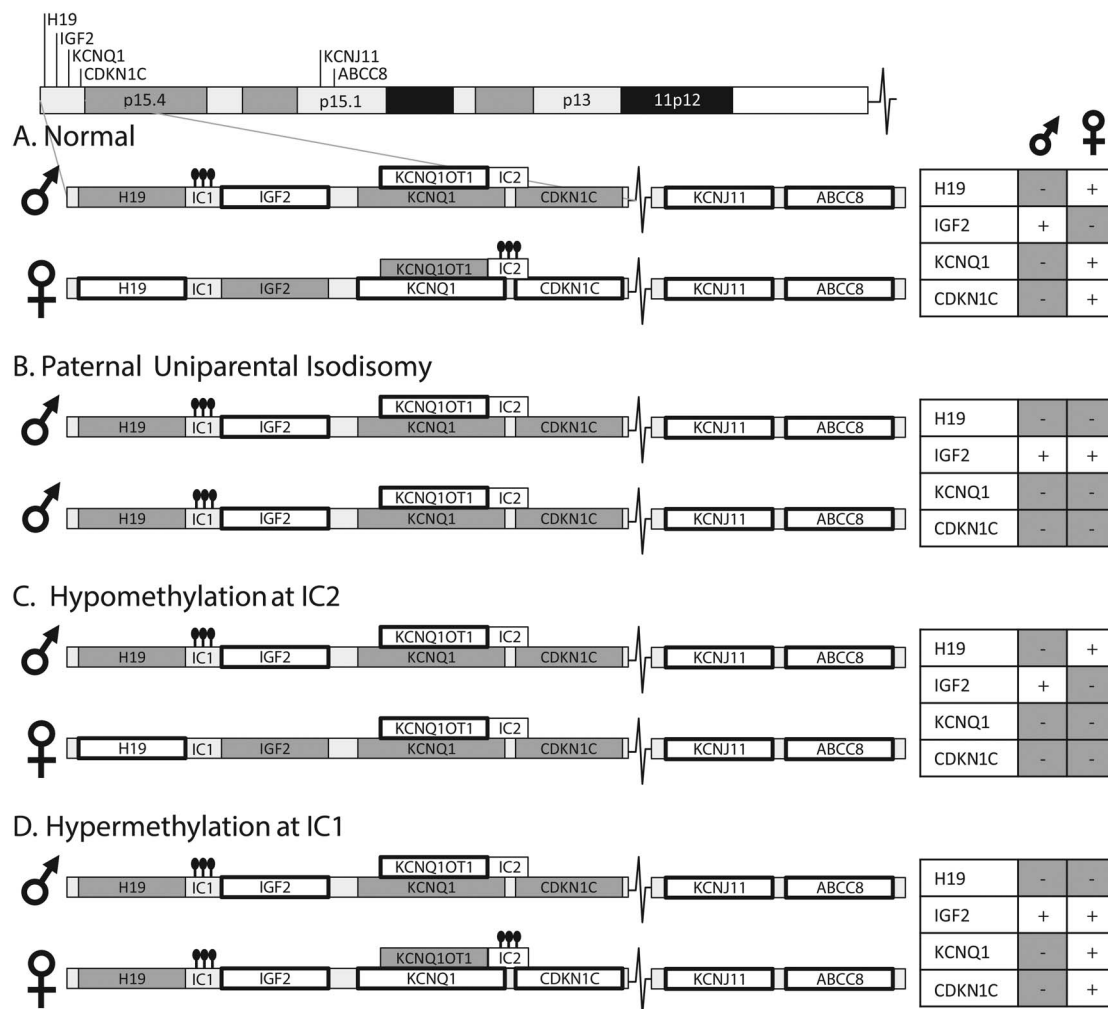 H19
IGF2
KCNQ1
CDKN1C
KCNJ11
ABCC8
p15.4 p15.1 p13 11p12
A. Normal
♂ ♀
KCNQ1OT1 IC2
♂ H19 IC1 IGF2 KCNQ1 CDKN1C KCNJ11 ABCC8
KCNQ1OT1 IC2
♀ H19 IC1 IGF2 KCNQ1 CDKN1C KCNJ11 ABCC8
H19 - +
IGF2 + -
KCNQ1 - +
CDKN1C - +
B. Paternal Uniparental Isodisomy
KCNQ1OT1 IC2
♂ H19 IC1 IGF2 KCNQ1 CDKN1C KCNJ11 ABCC8
KCNQ1OT1 IC2
♂ H19 IC1 IGF2 KCNQ1 CDKN1C KCNJ11 ABCC8
H19 - -
IGF2 + +
KCNQ1 - -
CDKN1C - -
C. Hypomethylation at IC2
KCNQ1OT1 IC2
♂ H19 IC1 IGF2 KCNQ1 CDKN1C KCNJ11 ABCC8
KCNQ1OT1 IC2
♀ H19 IC1 IGF2 KCNQ1 CDKN1C KCNJ11 ABCC8
H19 - +
IGF2 + -
KCNQ1 - -
CDKN1C - -
D. Hypermethylation at IC1
KCNQ1OT1 IC2
♂ H19 IC1 IGF2 KCNQ1 CDKN1C KCNJ11 ABCC8
KCNQ1OT1 IC2
♀ H19 IC1 IGF2 KCNQ1 CDKN1C KCNJ11 ABCC8
H19 - -
IGF2 + +
KCNQ1 - +
CDKN1C - +